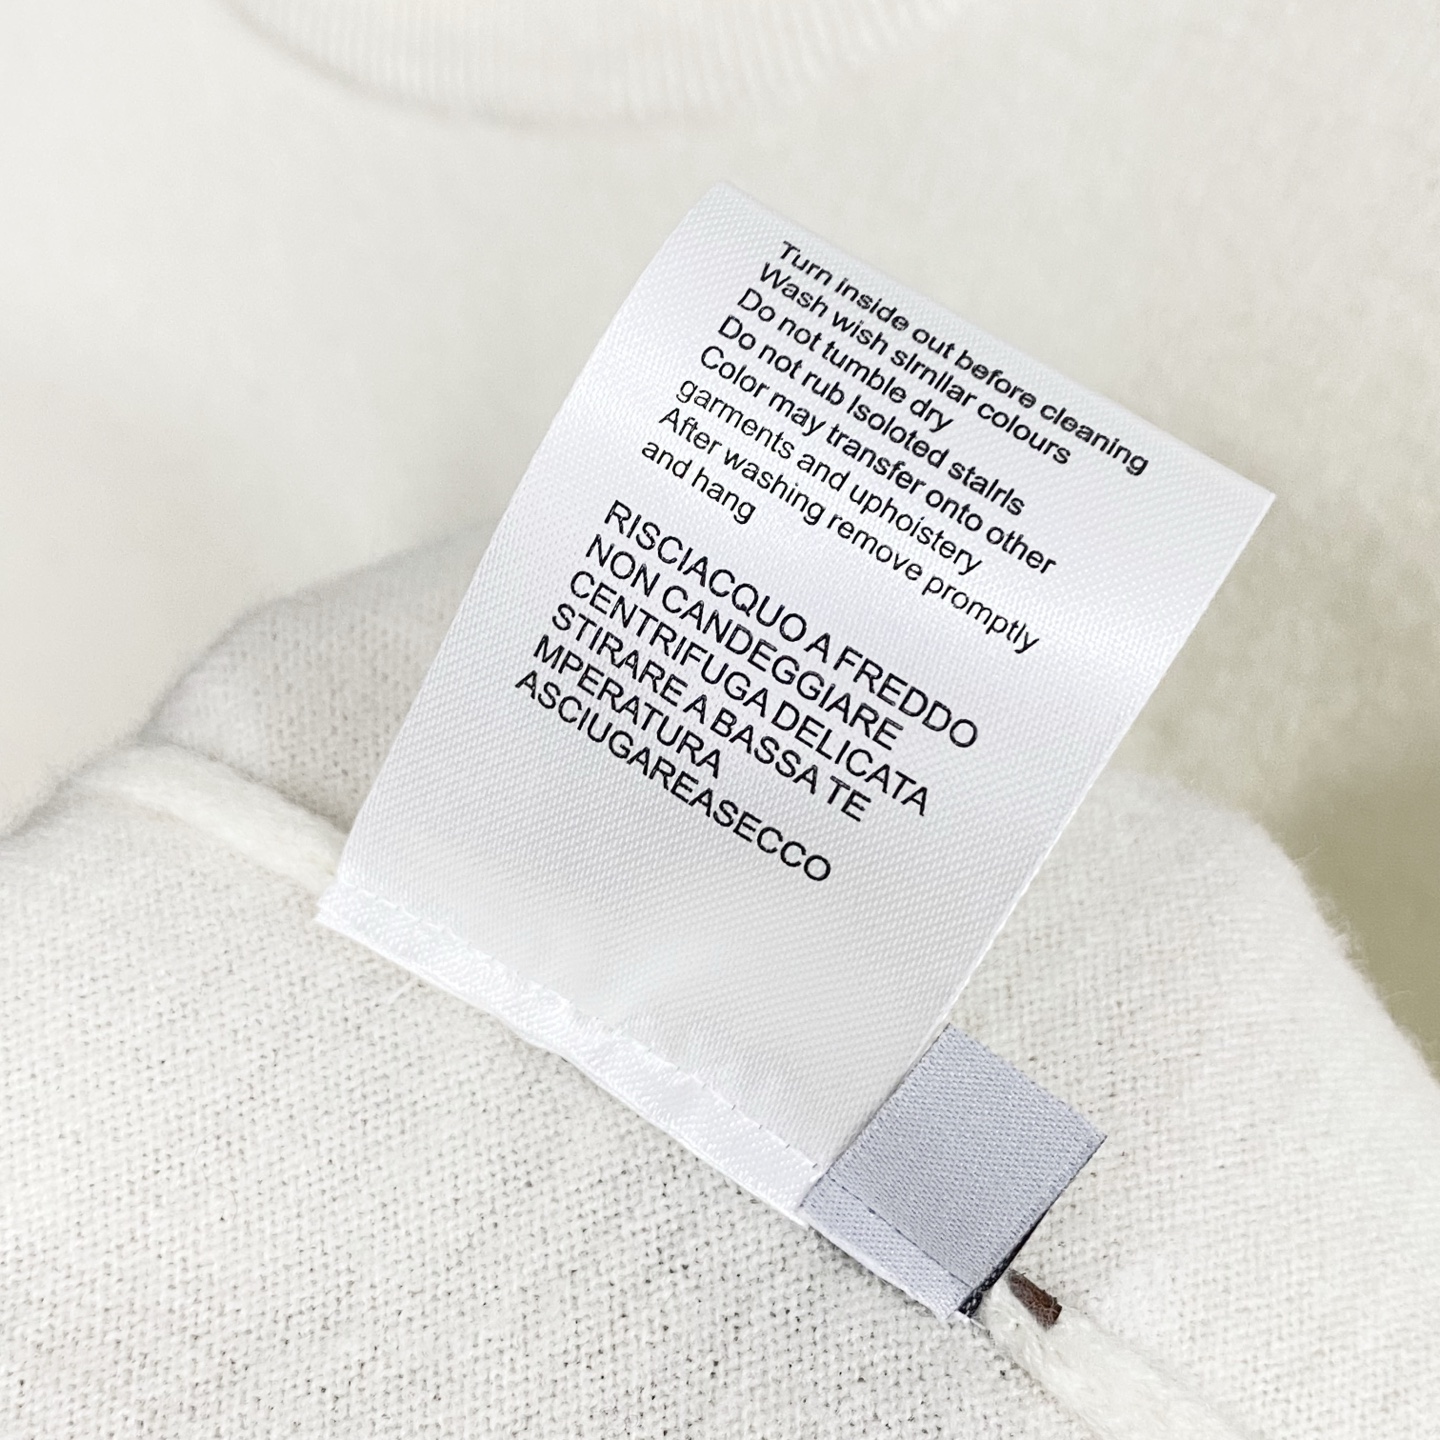 Turn inside out before cleaning
Wash wish slrnllar colours
Do not tumble dry
Do not rub lsoloted stalrls
Color may transfer onto other
garments and uphoistery
After washing remove promptly
and hang
RISCIACQUO A FREDDO
NON CANDEGGIARE
CENTRIFUGA DELICATA
STIRARE A BASSA TE
MPERATURA
ASCIUGAREASECCO